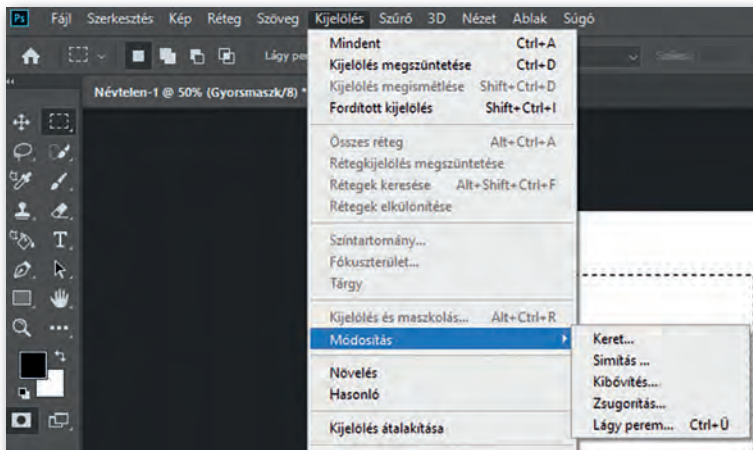 Ps Fájl Szerkesztés Kép Réteg Szöveg Kijelölés Szűrő 3D Nézet Ablak Súgó
Lágy
Névtelen-1 @ 50% (Gyorsmaszk/8) *
Mindent Ctrl+A
Kijelölés megszüntetése Ctrl+D
Kijelölés megismétlése Shift+Ctrl+D
Fordított kijelölés Shift+Ctrl+I
Összes réteg Alt+Ctrl+A
Rétegkijelölés megszüntetése
Rétegek keresése Alt+Shift+Ctrl+F
Rétegek elkülönítése
Színtartomány...
Fókuszterület...
Tárgy
Kijelölés és maszkolás... Alt+Ctrl+R
Módosítás
Növelés
Hasonló
Kijelölés átalakítása
Keret...
Simítás ...
Kibővítés...
Zsugorítás...
Lágy perem... Ctrl+Ü